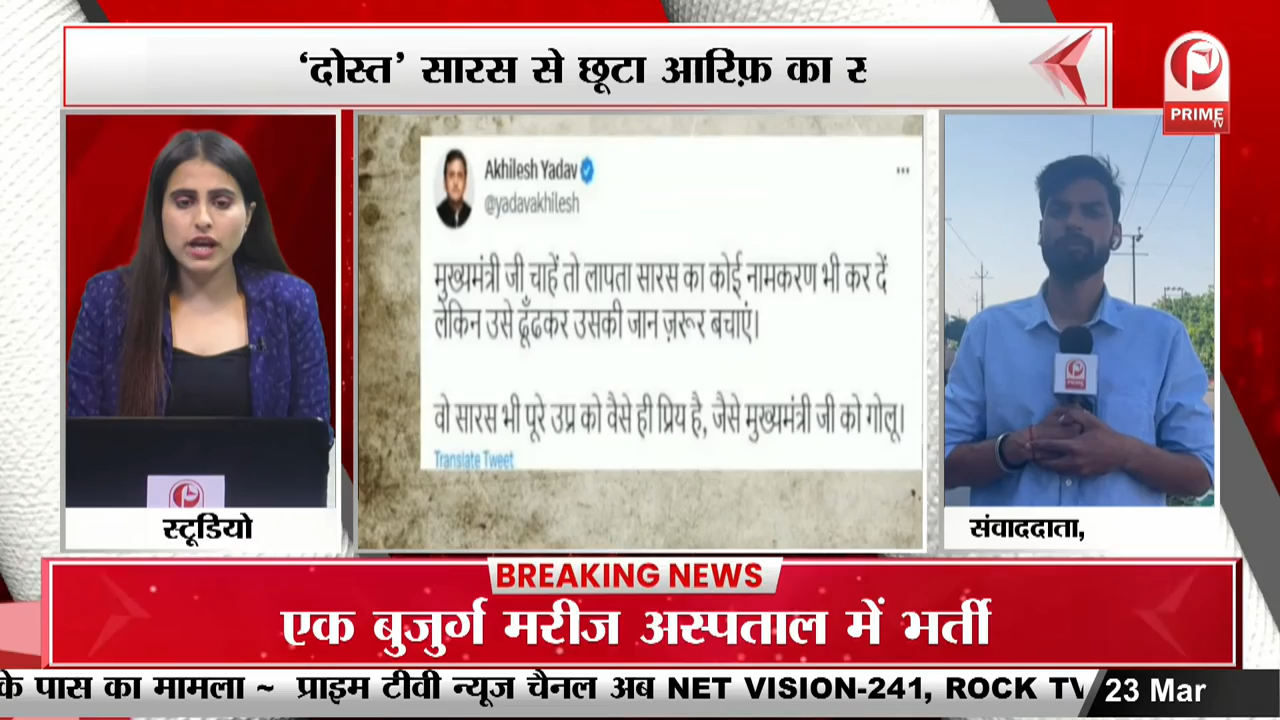 ‘दोस्त’ सारस से छूटा आरिफ़ का स
PRIME
TV
Akhilesh Yadav
@yadavakhilesh
मुख्यमंत्री जी चाहें तो लापता सारस का कोई नामकरण भी कर दें
लेकिन उसे ढूँढकर उसकी जान ज़रूर बचाएं।
वो सारस भी पूरे उप्र को वैसे ही प्रिय है, जैसे मुख्यमंत्री जी को गोलू।
Translate Tweet
स्टूडियो
संवाददाता,
BREAKING NEWS
एक बुजुर्ग मरीज अस्पताल में भर्ती
के पास का मामला ~ प्राइम टीवी न्यूज चैनल अब NET VISION-241, ROCK TV
23 Mar